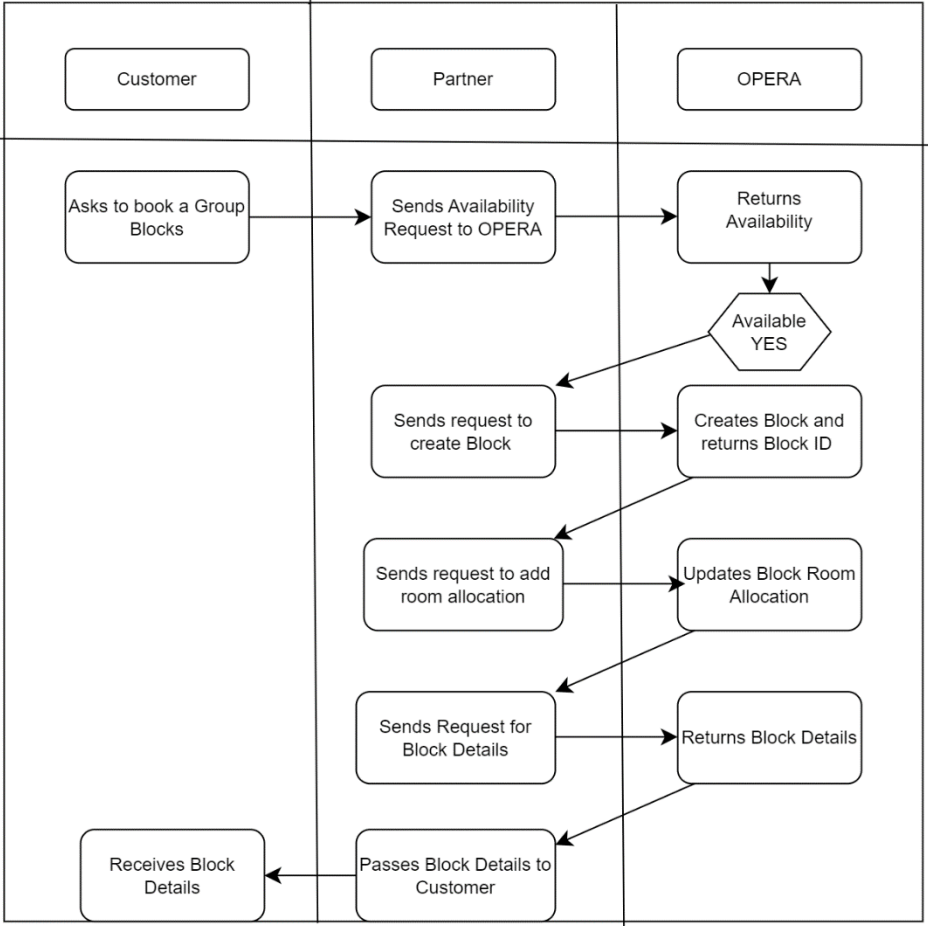 Customer
Partner
OPERA
Asks to book a Group
Blocks
Sends Availability
Request to OPERA
Returns
Availability
Available
YES
Sends request to
create Block
Creates Block and
returns Block ID
Sends request to add
room allocation
Updates Block Room
Allocation
Sends Request for
Block Details
Returns Block Details
Receives Block
Details
Passes Block Details to
Customer